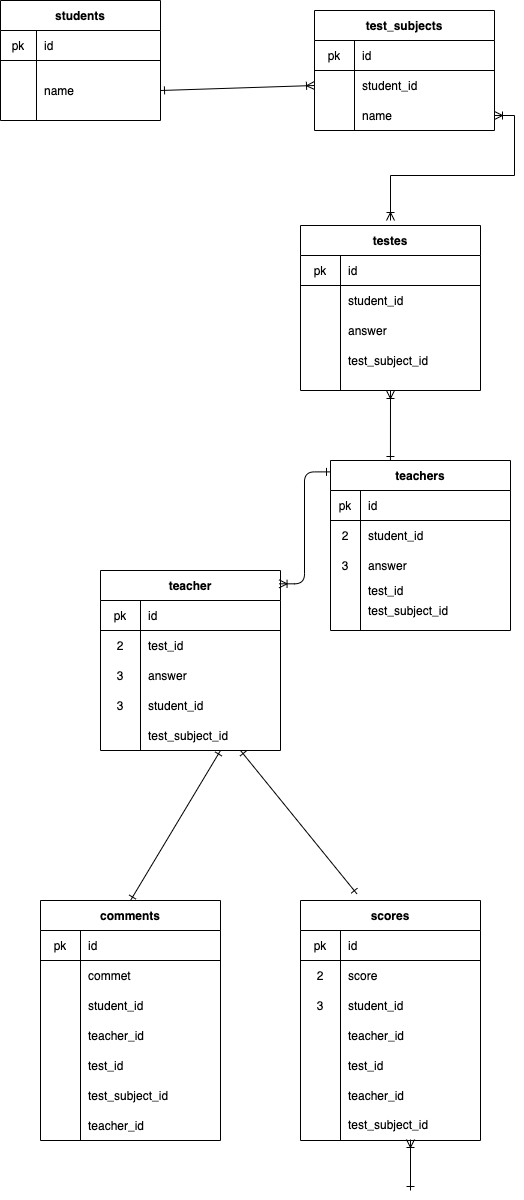 students
pk id
name
test_subjects
pk id
student_id
name
testes
pk id
student_id
answer
test_subject_id
teachers
pk id
2 student_id
3 answer
test_id
test_subject_id
teacher
pk id
2 test_id
3 answer
3 student_id
test_subject_id
comments
pk id
commet
student_id
teacher_id
test_id
test_subject_id
teacher_id
scores
pk id
2 score
3 student_id
teacher_id
test_id
teacher_id
test_subject_id